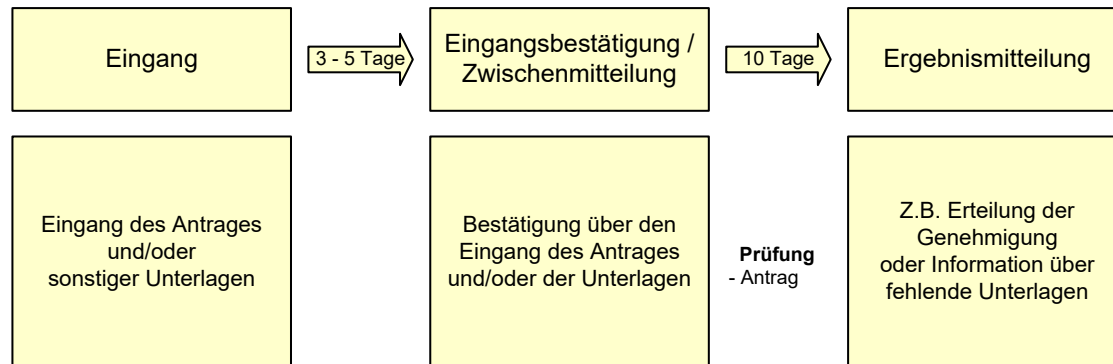 Eingang
3 - 5 Tage
Eingangsbestätigung /
Zwischenmitteilung
10 Tage
Ergebnismitteilung
Eingang des Antrages
und/oder
sonstiger Unterlagen
Bestätigung über den
Eingang des Antrages
und/oder der Unterlagen
Prüfung
- Antrag
Z.B. Erteilung der
Genehmigung
oder Information über
fehlende Unterlagen